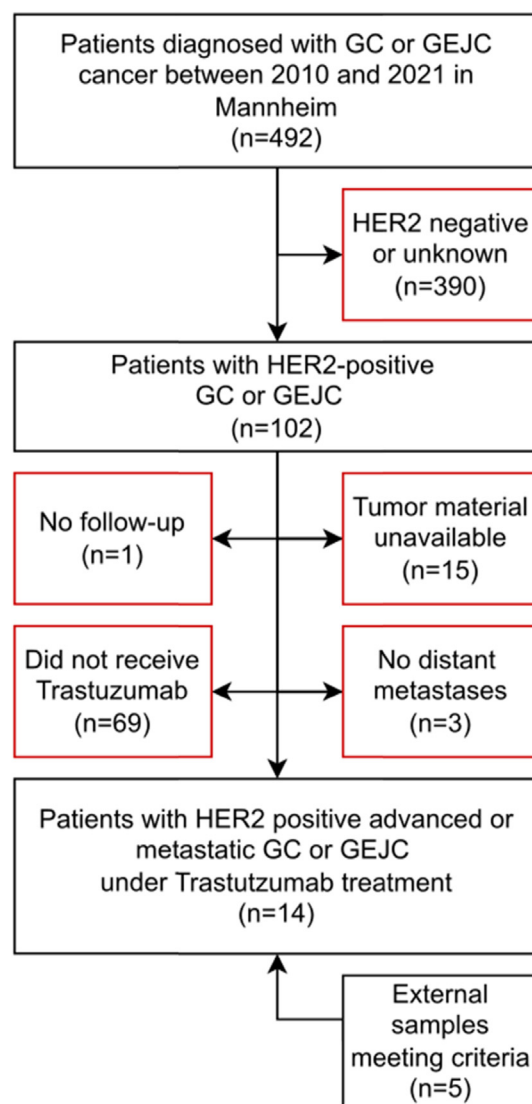 Patients diagnosed with GC or GEJC
cancer between 2010 and 2021 in
Mannheim
(n=492)
HER2 negative
or unknown
(n=390)
Patients with HER2-positive
GC or GEJC
(n=102)
No follow-up
(n=1)
Tumor material
unavailable
(n=15)
Did not receive
Trastuzumab
(n=69)
No distant
metastases
(n=3)
Patients with HER2 positive advanced or
metastatic GC or GEJC
under Trastutzumab treatment
(n=14)
External
samples
meeting criteria
(n=5)